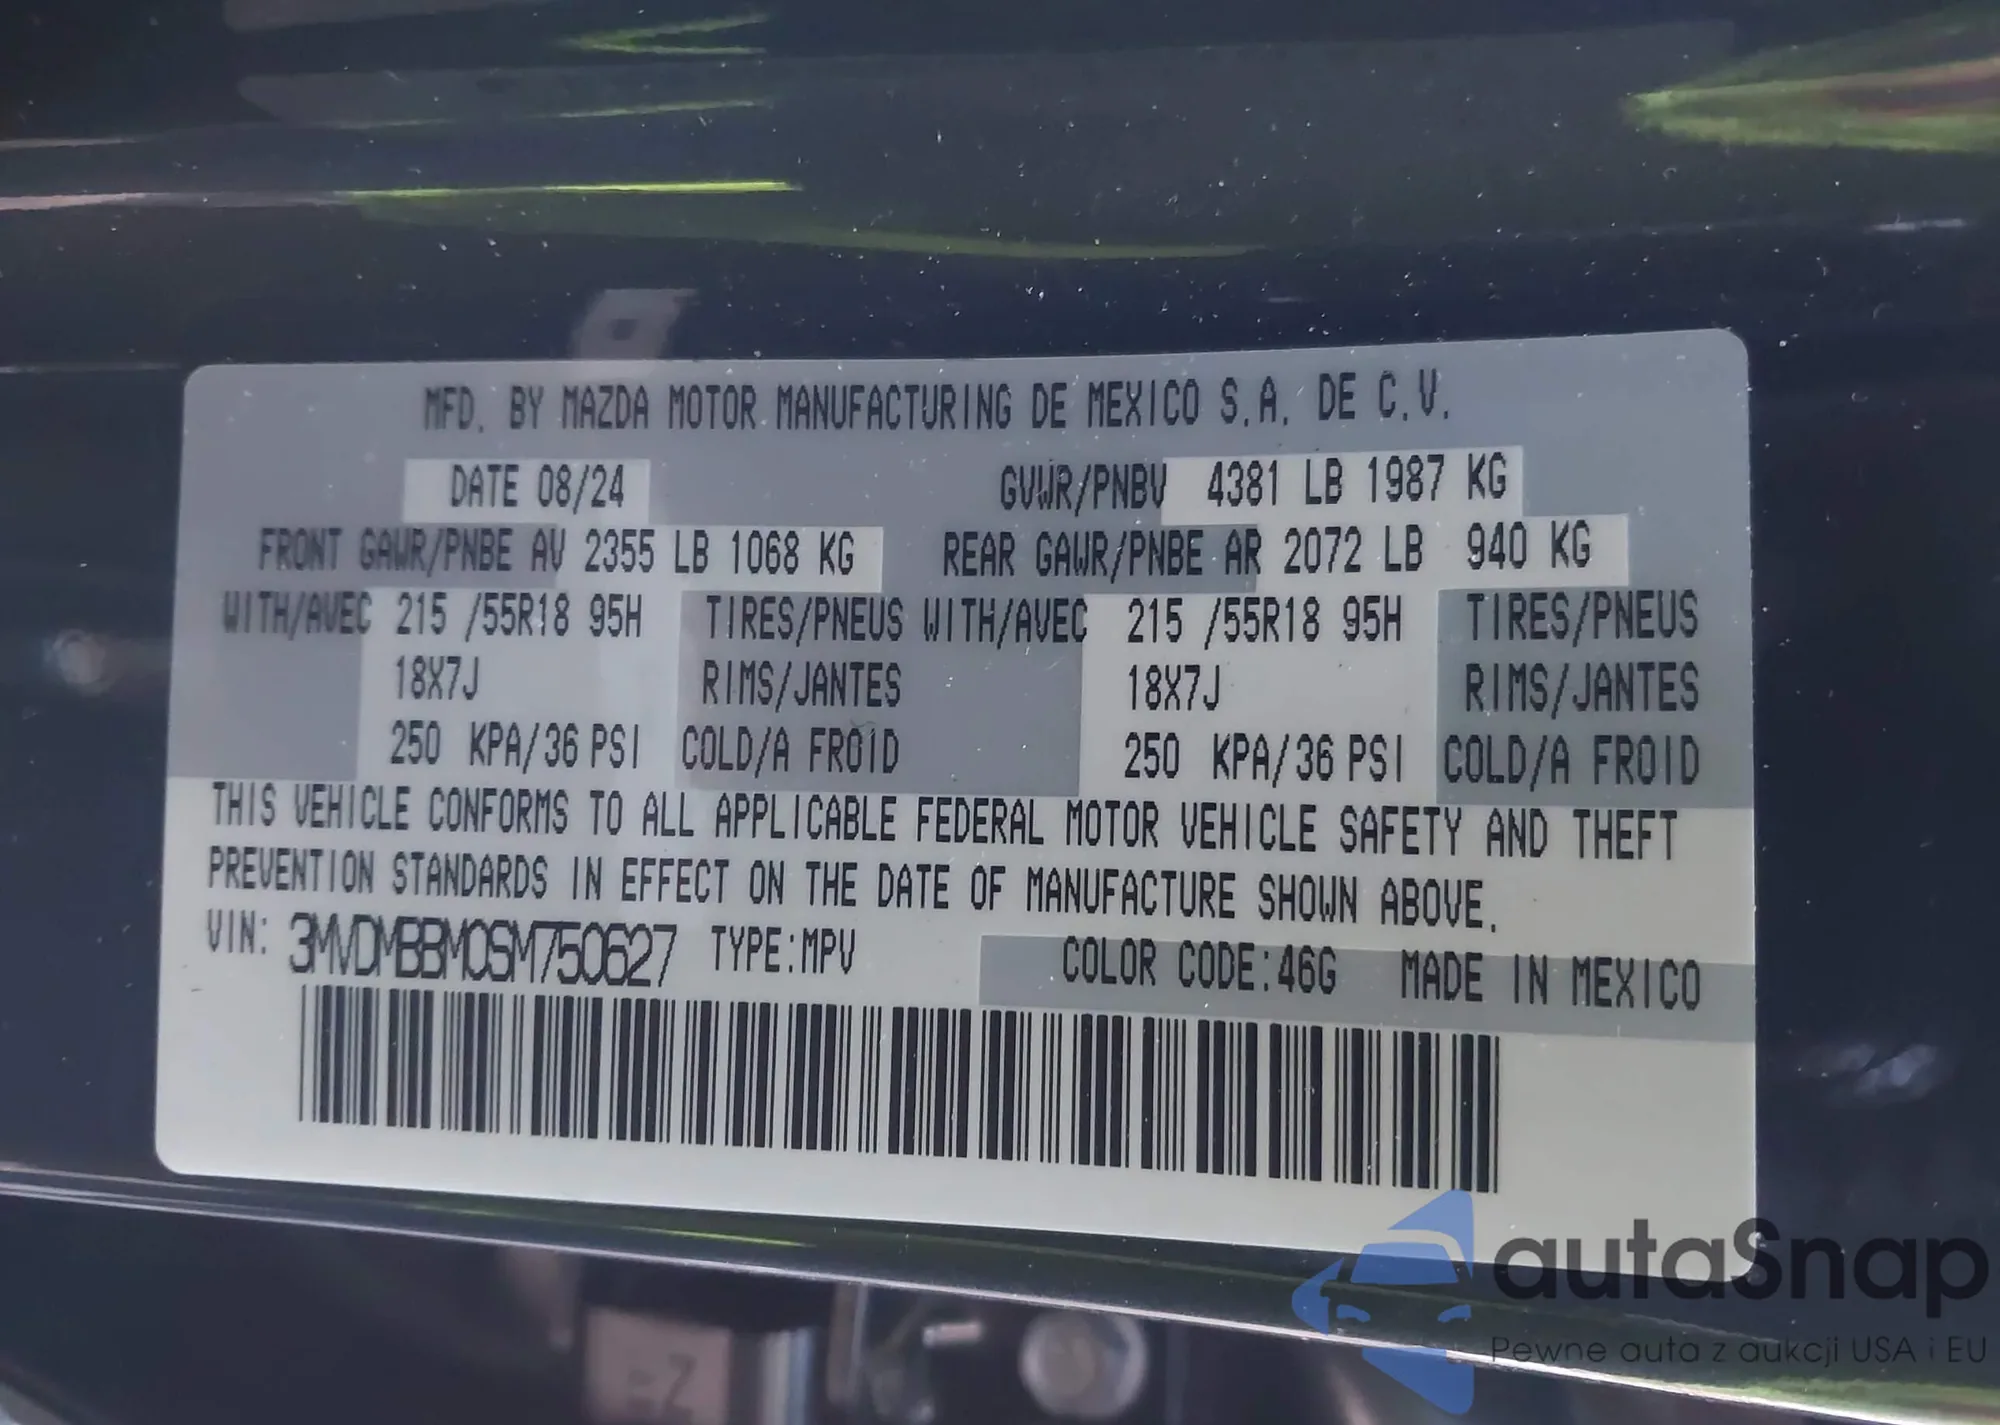 MFD. BY MAZDA MOTOR MANUFACTURING DE MEXICO S.A. DE C.V.
DATE 08/24 GVWR/PNBV 4381 LB 1987 KG
FRONT GAWR/PNBE AV 2355 LB 1068 KG REAR GAWR/PNBE AR 2072 LB 940 KG
WITH/AVEC 215 /55R18 95H TIRES/PNEUS WITH/AVEC 215 /55R18 95H TIRES/PNEUS
18X7J RIMS/JANTES 18X7J RIMS/JANTES
250 KPA/36 PSI COLD/A FROID 250 KPA/36 PSI COLD/A FROID
THIS VEHICLE CONFORMS TO ALL APPLICABLE FEDERAL MOTOR VEHICLE SAFETY AND THEFT
PREVENTION STANDARDS IN EFFECT ON THE DATE OF MANUFACTURE SHOWN ABOVE.
VIN: 3MVDMBBM0SM750627 TYPE:MPV COLOR CODE:46G MADE IN MEXICO
autaSnap
Pewne auta z aukcji USA i EU